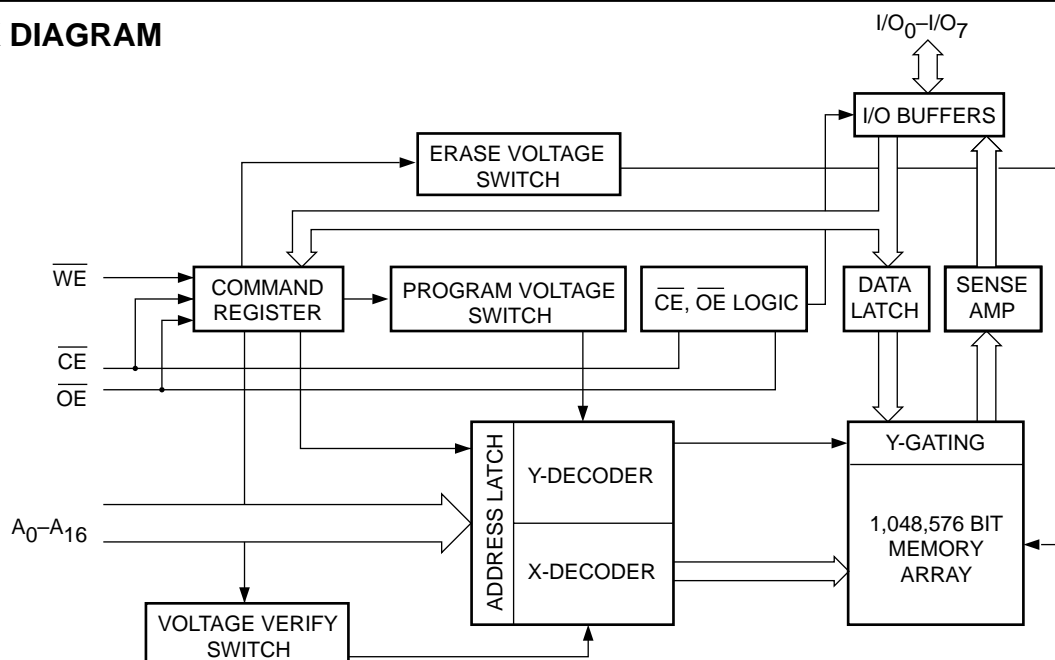 DIAGRAM
I/O0–I/O7
I/O BUFFERS
ERASE VOLTAGE
SWITCH
WE
COMMAND
REGISTER
PROGRAM VOLTAGE
SWITCH
CE, OE LOGIC
DATA
LATCH
SENSE
AMP
CE
OE
ADDRESS LATCH
Y-DECODER
Y-GATING
A0–A16
X-DECODER
1,048,576 BIT
MEMORY
ARRAY
VOLTAGE VERIFY
SWITCH